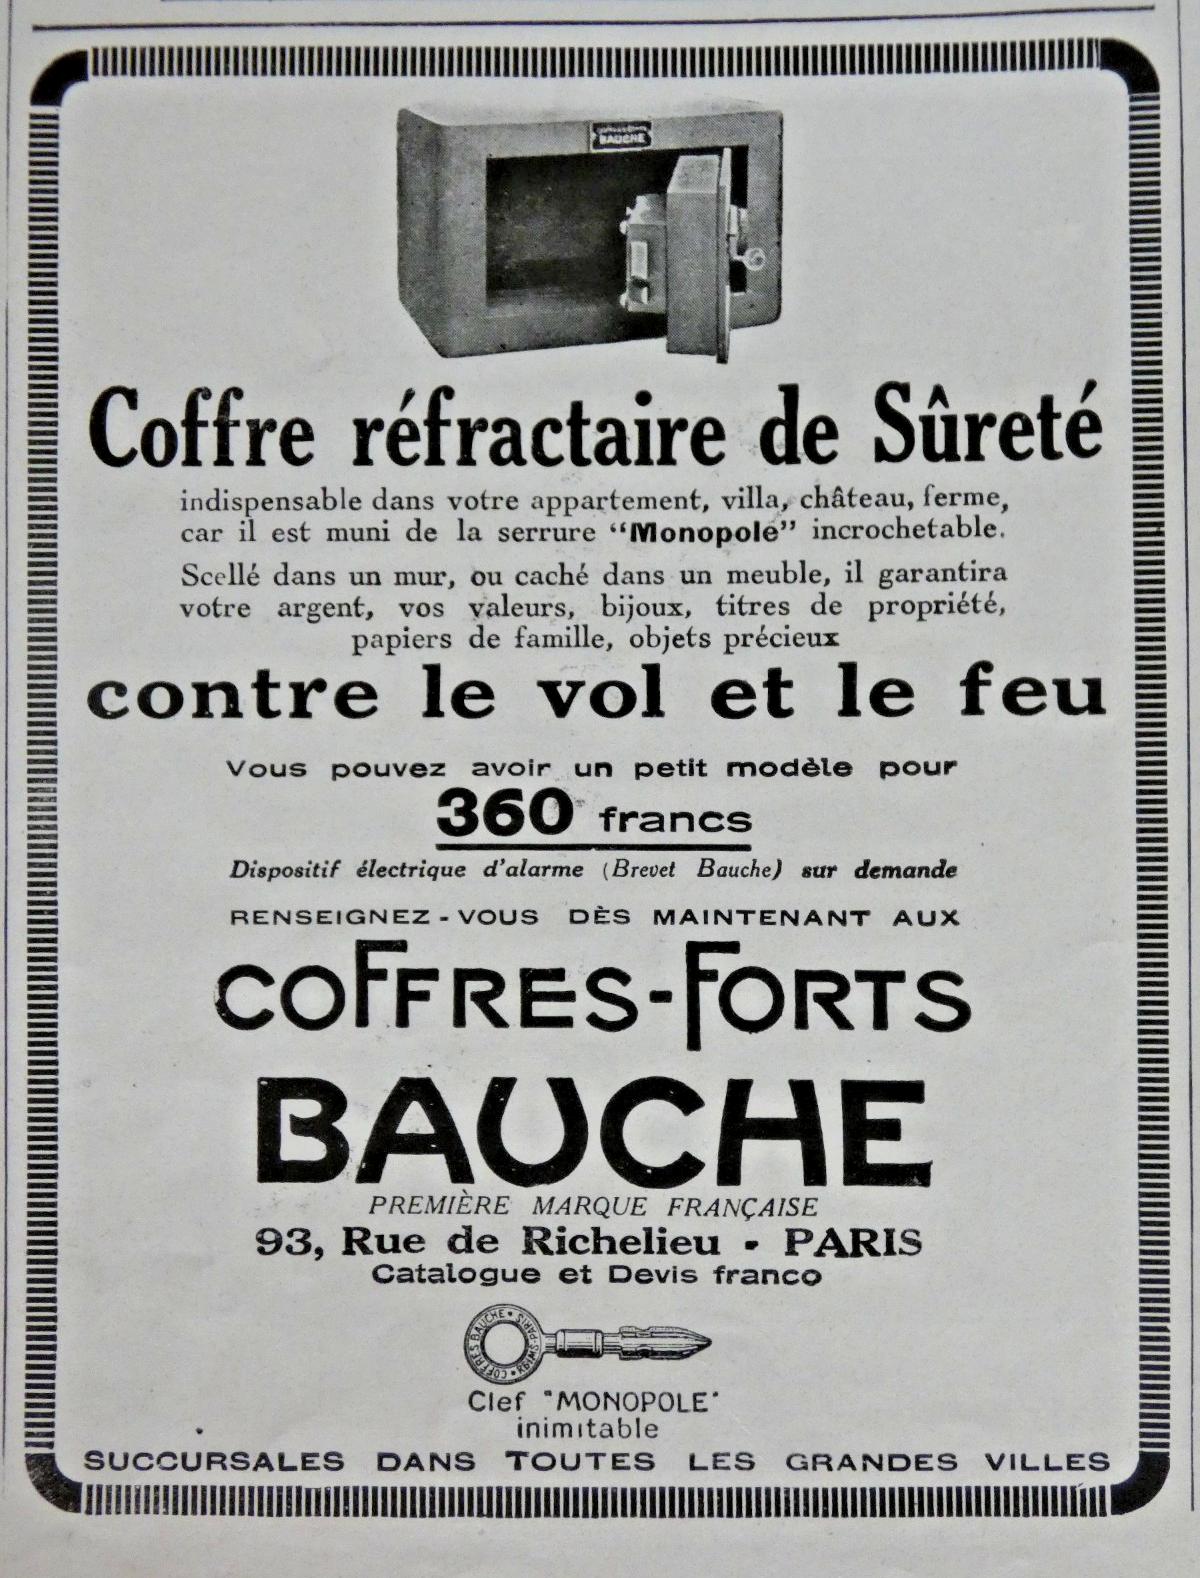 BAUCHE
Coffre réfractaire de Sûreté
indispensable dans votre appartement, villa, château, ferme,
car il est muni de la serrure “Monopole” incrochetable.
Scellé dans un mur, ou caché dans un meuble, il garantira
votre argent, vos valeurs, bijoux, titres de propriété,
papiers de famille, objets précieux
contre le vol et le feu
Vous pouvez avoir un petit modèle pour
360 francs
Dispositif électrique d'alarme (Brevet Bauche) sur demande
RENSEIGNEZ-VOUS DÈS MAINTENANT AUX
COFFRES-FORTS
BAUCHE
PREMIÈRE MARQUE FRANÇAISE
93, Rue de Richelieu - PARIS
Catalogue et Devis franco
COFFRES BAUCHE • PARIS-REIMS •
Clef "MONOPOLE"
inimitable
SUCCURSALES DANS TOUTES LES GRANDES VILLES